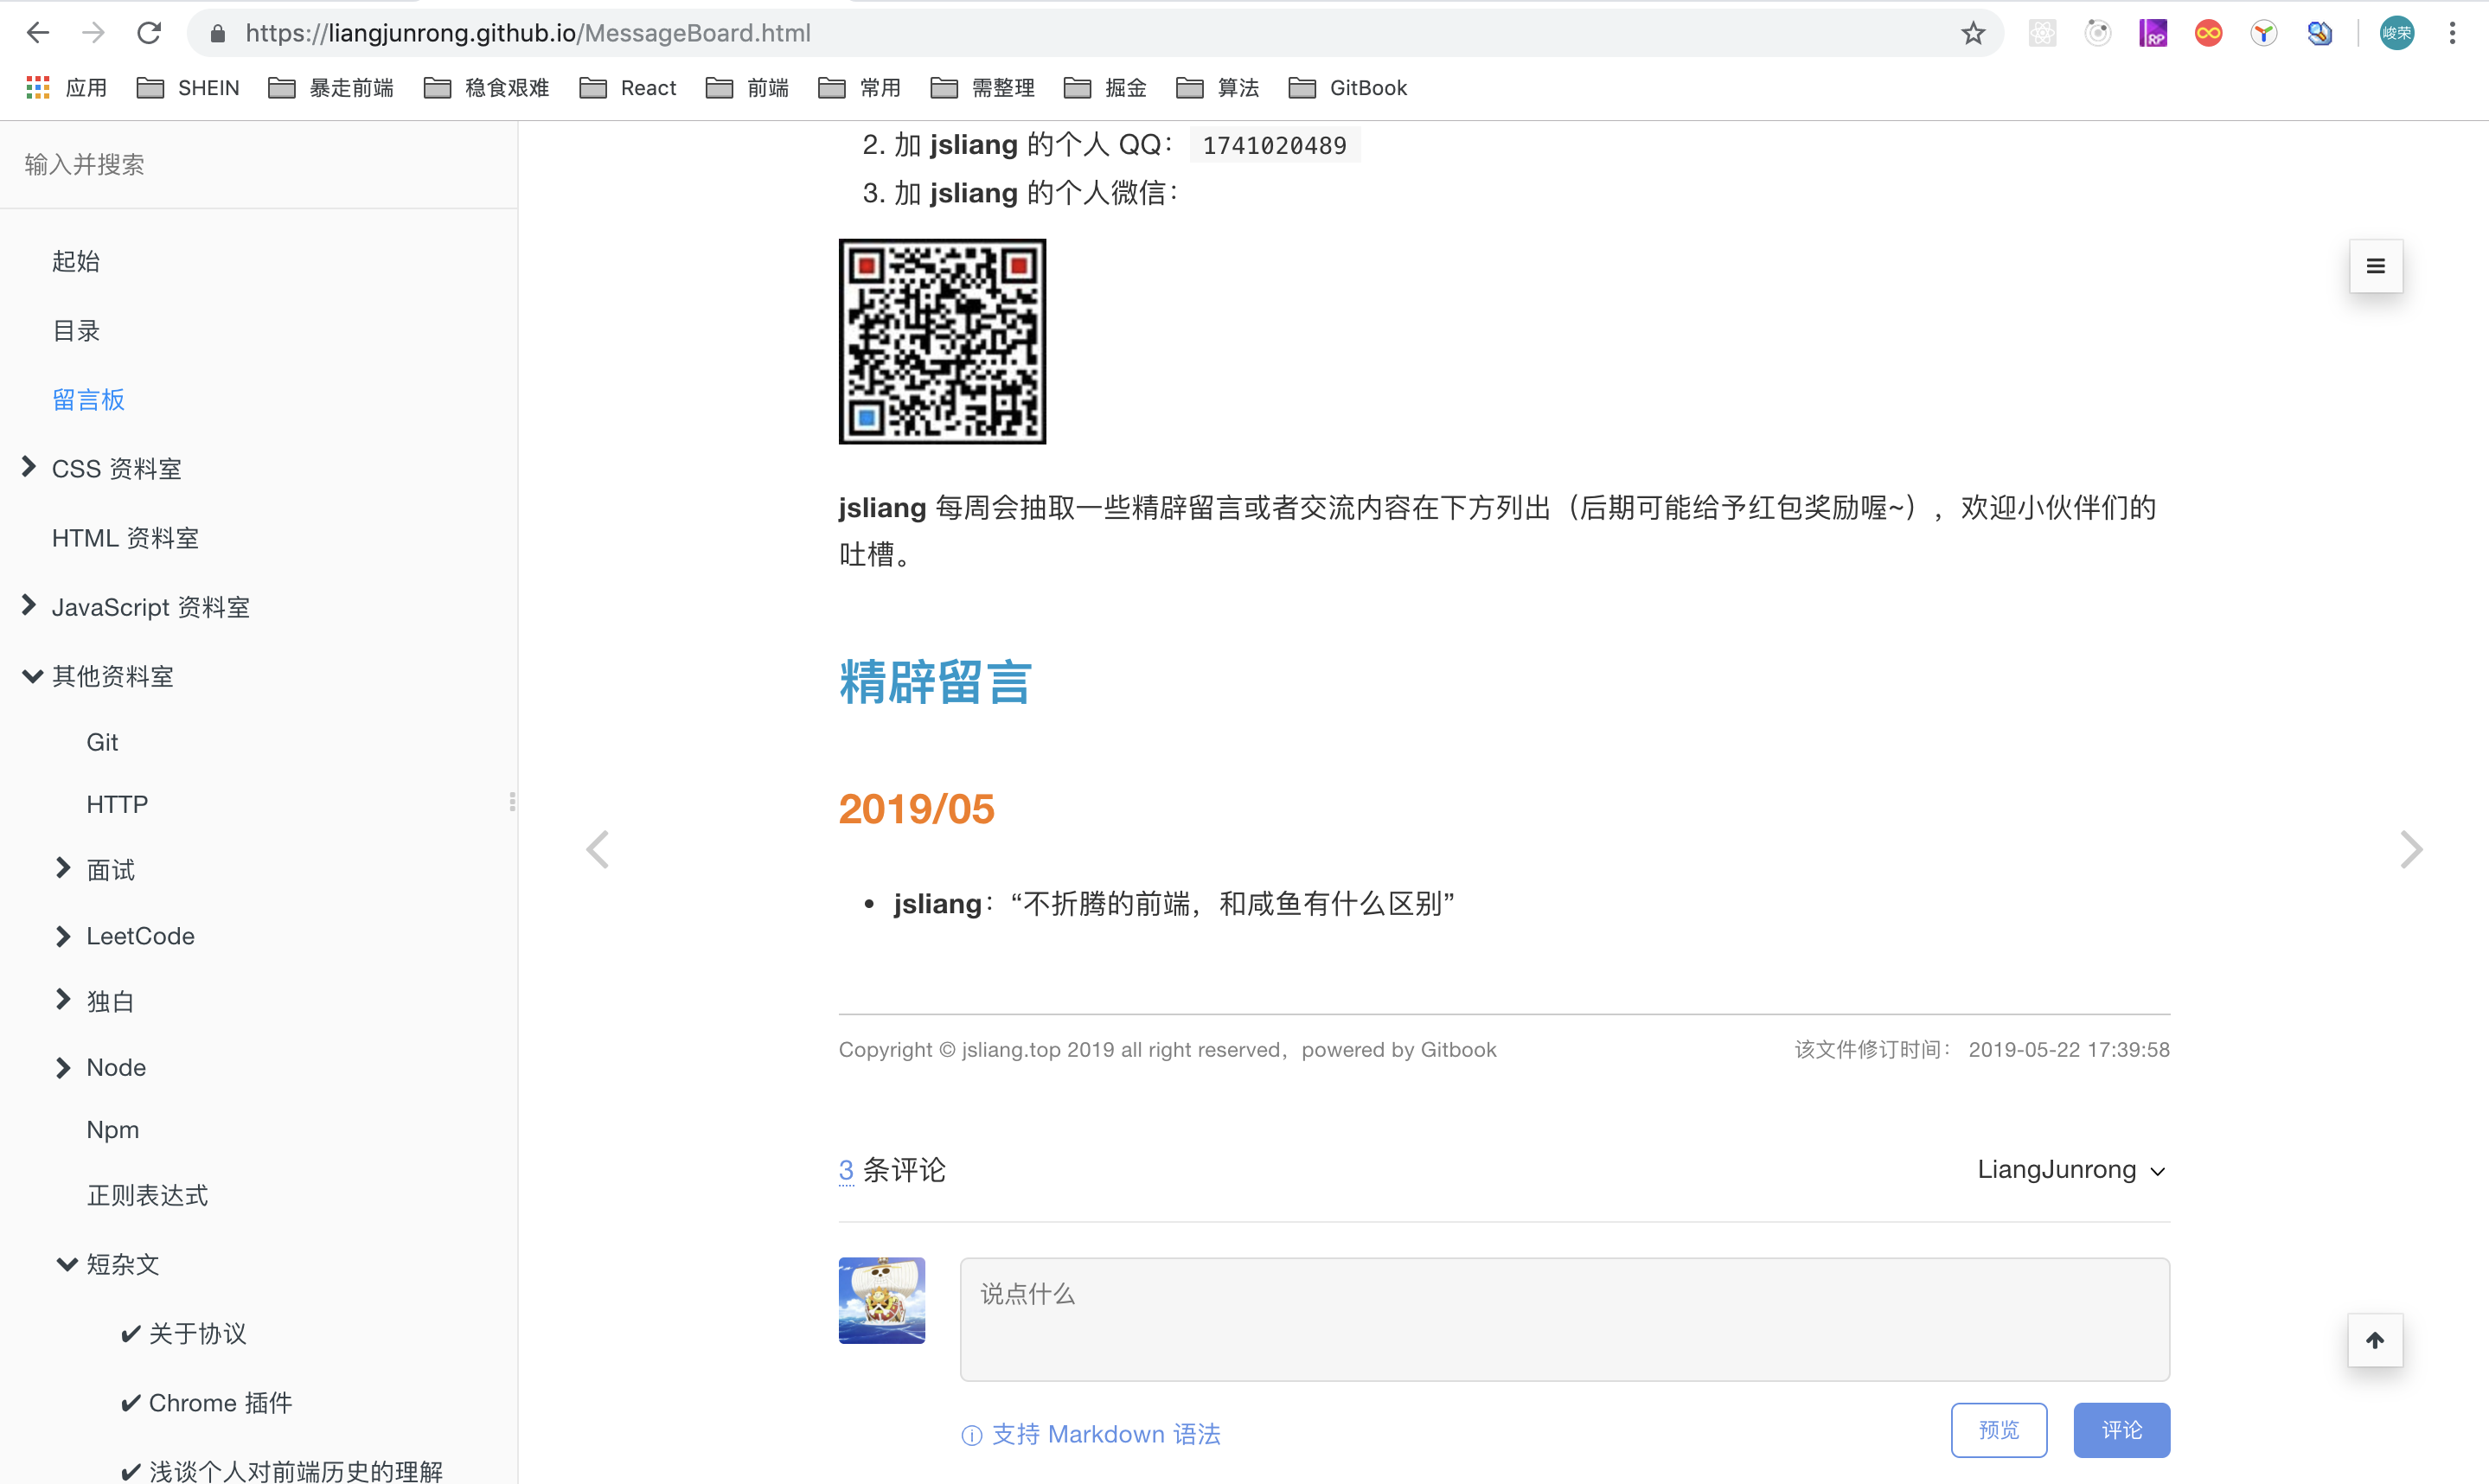 https://liangjunrong.github.io/MessageBoard.html
RP
峻荣
应用 SHEIN 暴走前端 稳食艰难 React 前端 常用 需整理 掘金 算法 GitBook
输入并搜索
起始
目录
留言板
CSS 资料室
HTML 资料室
JavaScript 资料室
其他资料室
Git
HTTP
面试
LeetCode
独白
Node
Npm
正则表达式
短杂文
✔ 关于协议
✔ Chrome 插件
✔ 浅谈个人对前端历史的理解
2. 加 jsliang 的个人 QQ： 1741020489
3. 加 jsliang 的个人微信：
jsliang 每周会抽取一些精辟留言或者交流内容在下方列出（后期可能给予红包奖励喔~），欢迎小伙伴们的
吐槽。
精辟留言
2019/05
• jsliang：“不折腾的前端，和咸鱼有什么区别”
Copyright © jsliang.top 2019 all right reserved，powered by Gitbook 该文件修订时间： 2019-05-22 17:39:58
3 条评论 LiangJunrong
说点什么
支持 Markdown 语法 预览 评论